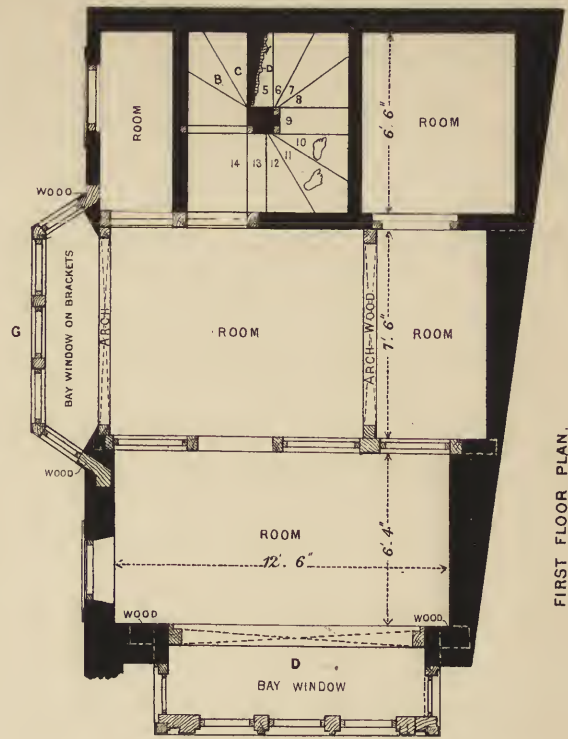 ROOM
B
C
D
5
6
7
8
9
10
11
12
13
14
6'. 6"
ROOM
WOOD
G
BAY WINDOW ON BRACKETS
ARCH
ROOM
ARCH-WOOD
7'. 6"
ROOM
WOOD
ROOM
12'. 6"
6'. 4"
WOOD
WOOD
D
BAY WINDOW
FIRST FLOOR PLAN.